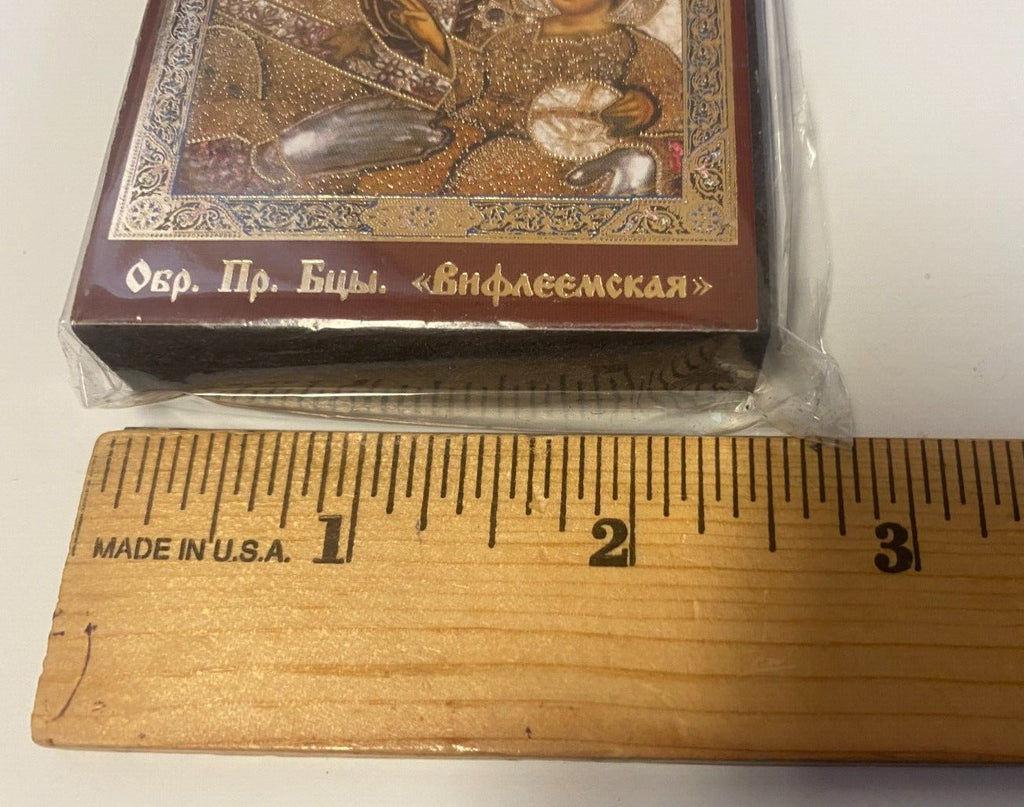 Обр. Пр. Бцы. «Вифлеемская»
MADE IN U.S.A. 1 2 3